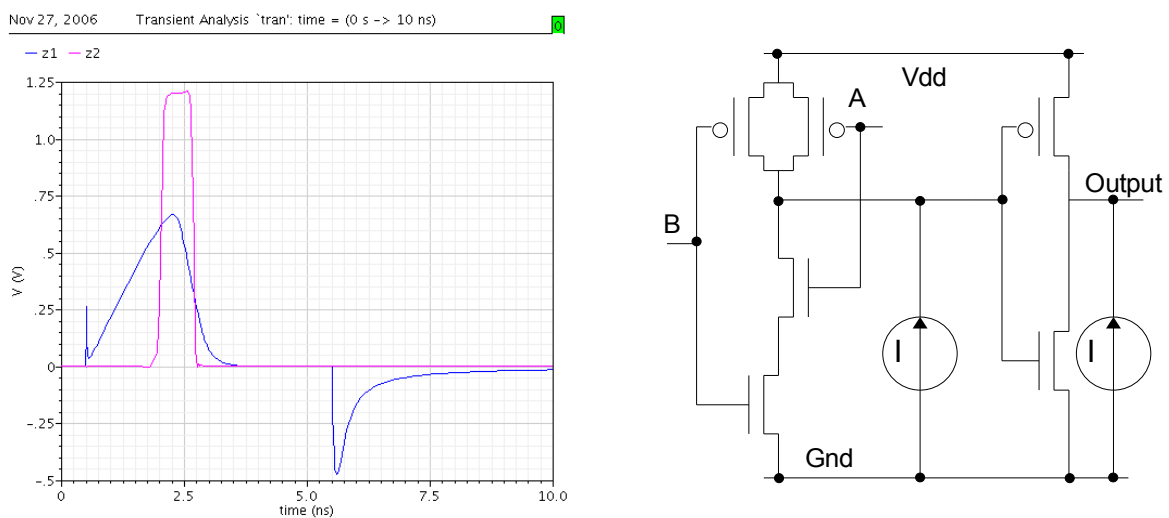 Nov 27, 2006 Transient Analysis `tran': time = (0 s -> 10 ns)
0
z1 z2
1.25
1.0
.75
.5
.25
0
-.25
-.5
V (V)
0 2.5 5.0 7.5 10.0
time (ns)
Vdd
A
B
Output
I
I
Gnd